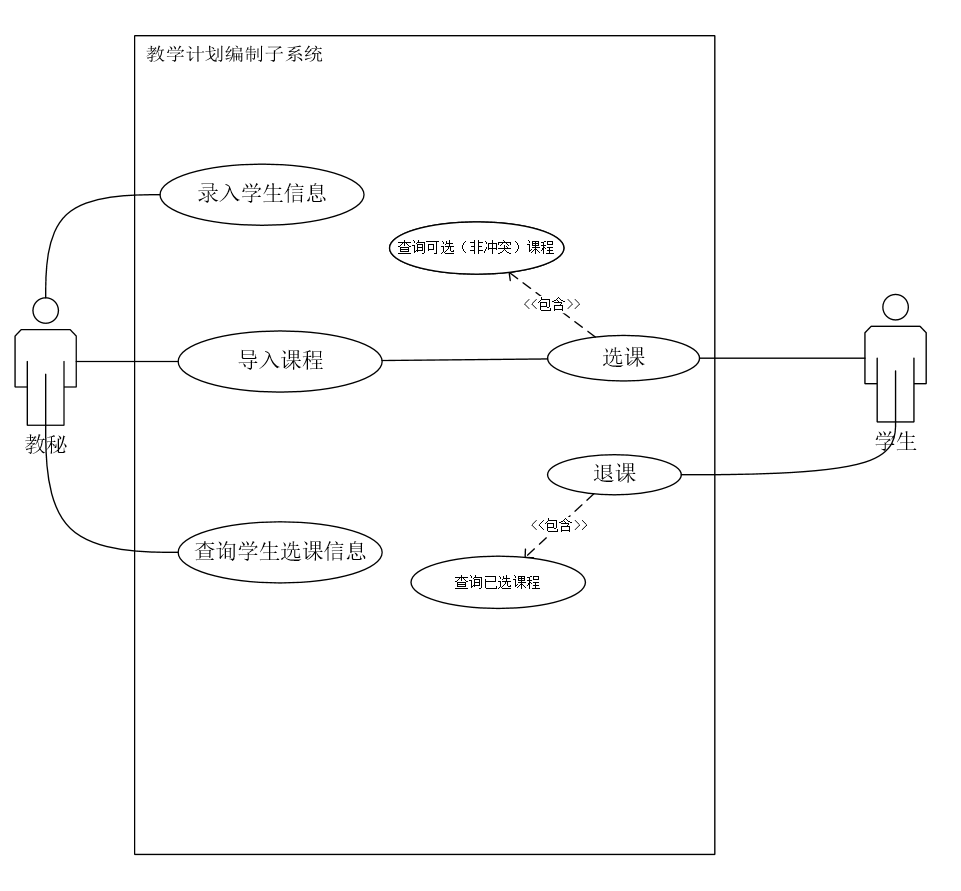 教学计划编制子系统
录入学生信息
查询可选（非冲突）课程
<<包含>>
导入课程
选课
教秘
学生
退课
<<包含>>
查询学生选课信息
查询已选课程